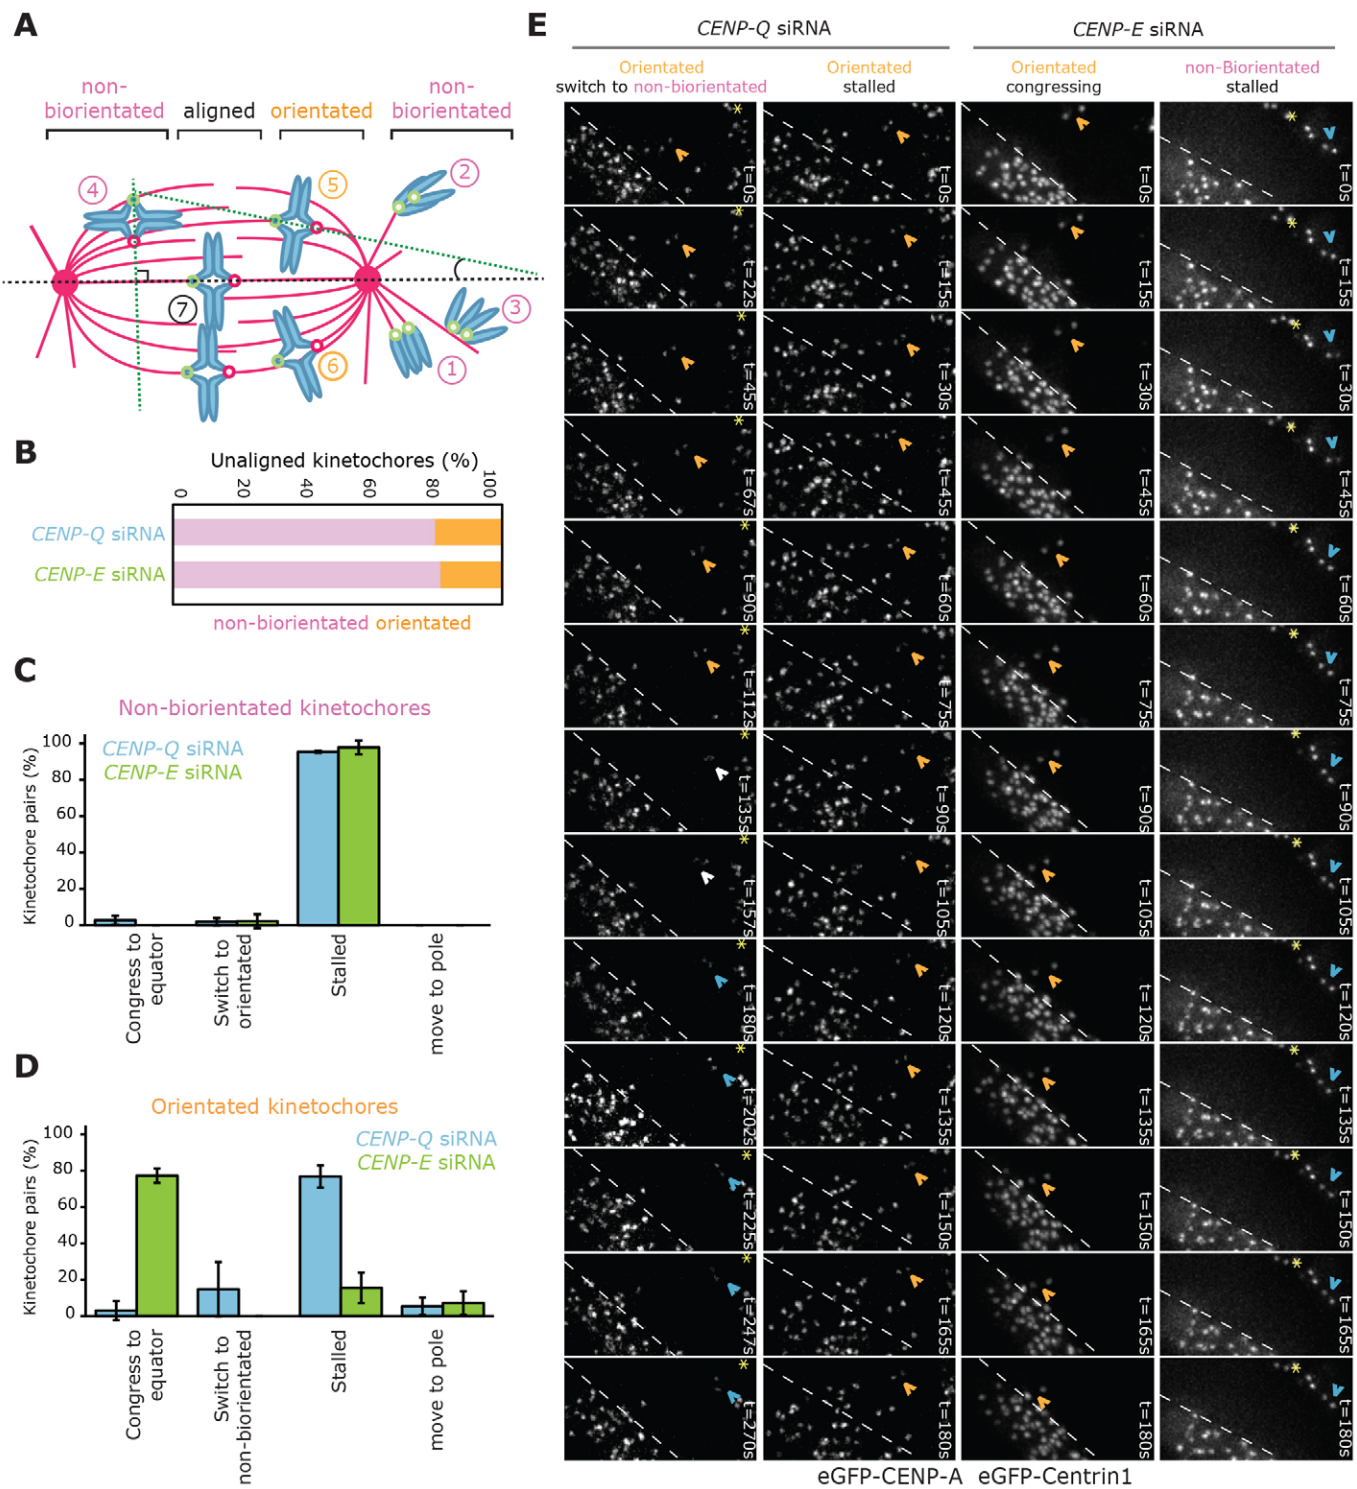 A
non-
biorientated
aligned
orientated
non-
biorientated
4
5
2
7
3
6
1
B
Unaligned kinetochores (%)
0
20
40
60
80
100
CENP-Q siRNA
CENP-E siRNA
non-biorientated orientated
C
Non-biorientated kinetochores
CENP-Q siRNA
CENP-E siRNA
Kinetochore pairs (%)
100
80
60
40
20
0
Congress to
equator
Switch to
orientated
Stalled
move to pole
D
Orientated kinetochores
CENP-Q siRNA
CENP-E siRNA
Kinetochore pairs (%)
100
80
60
40
20
0
Congress to
equator
Switch to
non-biorientated
Stalled
move to pole
E
CENP-Q siRNA
CENP-E siRNA
Orientated
switch to non-biorientated
Orientated
stalled
Orientated
congressing
non-Biorientated
stalled
t=0s
t=0s
t=0s
t=0s
t=22s
t=15s
t=15s
t=15s
t=45s
t=30s
t=30s
t=30s
t=67s
t=45s
t=45s
t=45s
t=90s
t=60s
t=60s
t=60s
t=112s
t=75s
t=75s
t=75s
t=135s
t=90s
t=90s
t=90s
t=157s
t=105s
t=105s
t=105s
t=180s
t=120s
t=120s
t=120s
t=202s
t=135s
t=135s
t=135s
t=225s
t=150s
t=150s
t=150s
t=247s
t=165s
t=165s
t=165s
t=270s
t=180s
t=180s
t=180s
eGFP-CENP-A eGFP-Centrin1